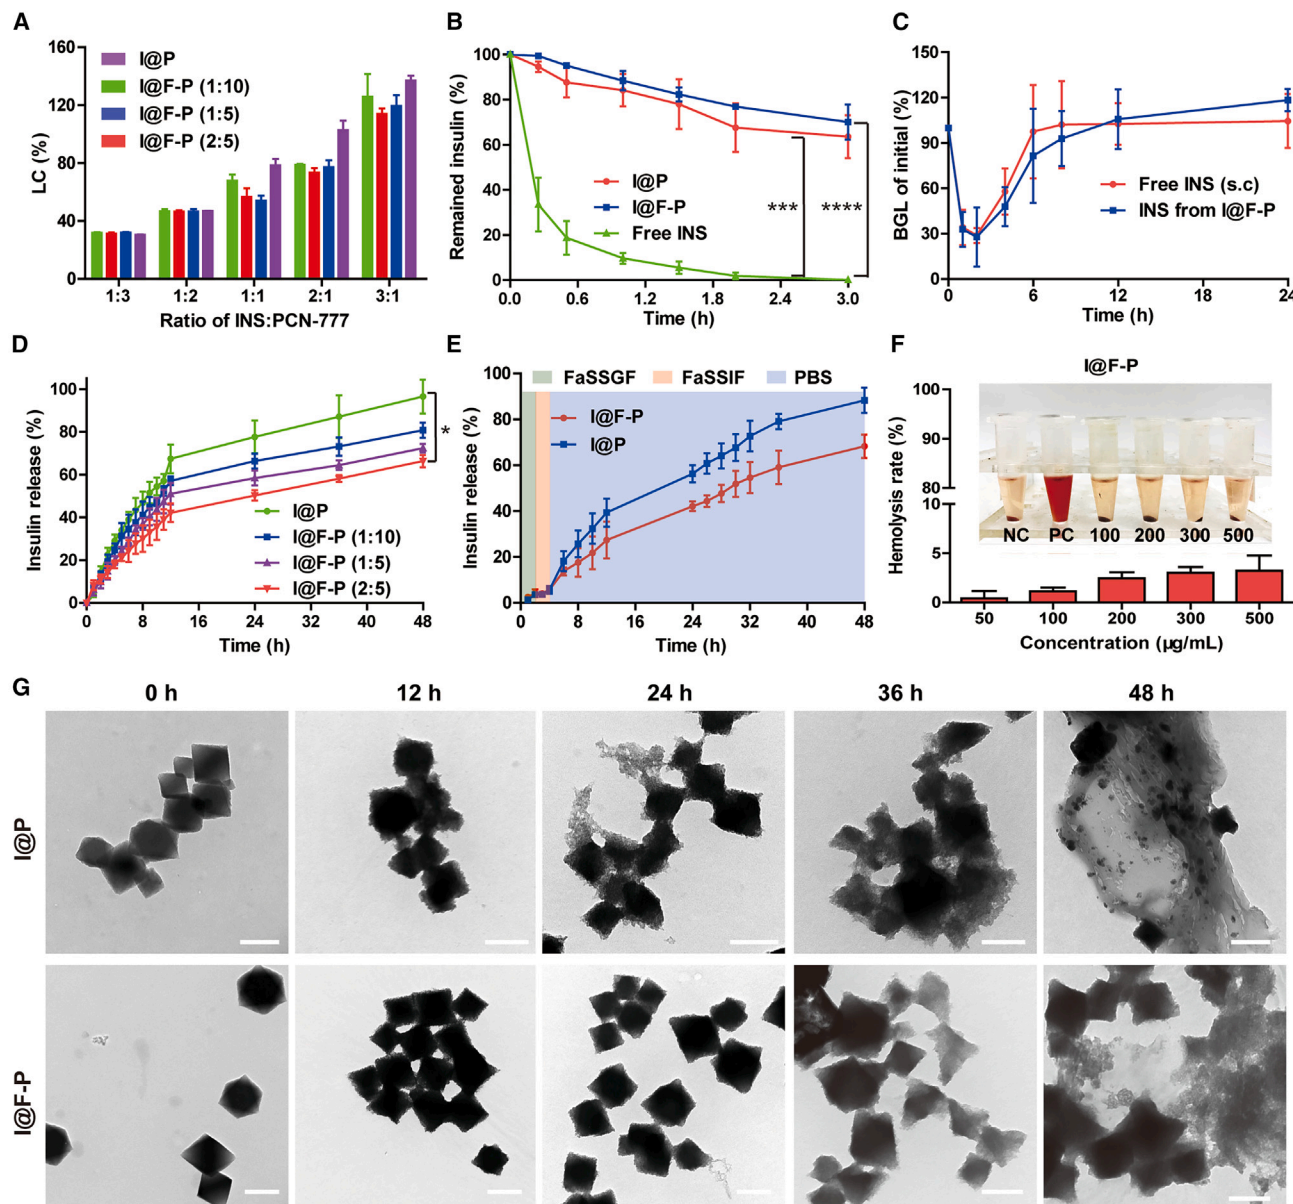 A
160
120
80
40
0
LC (%)
I@P
I@F-P (1:10)
I@F-P (1:5)
I@F-P (2:5)
1:3 1:2 1:1 2:1 3:1
Ratio of INS:PCN-777
B
100
80
60
40
20
0
Remained insulin (%)
I@P
I@F-P
Free INS
***
****
0.0 0.6 1.2 1.8 2.4 3.0
Time (h)
C
150
120
90
60
30
0
BGL of initial (%)
Free INS (s.c)
INS from I@F-P
0 6 12 18 24
Time (h)
D
100
80
60
40
20
0
Insulin release (%)
*
I@P
I@F-P (1:10)
I@F-P (1:5)
I@F-P (2:5)
0 8 16 24 32 40 48
Time (h)
E
FaSSGF FaSSIF PBS
100
80
60
40
20
0
Insulin release (%)
I@F-P
I@P
0 8 16 24 32 40 48
Time (h)
F
I@F-P
100
90
80
10
5
0
Hemolysis rate (%)
NC PC 100 200 300 500
50 100 200 300 500
Concentration (μg/mL)
G
0 h 12 h 24 h 36 h 48 h
I@P
I@F-P